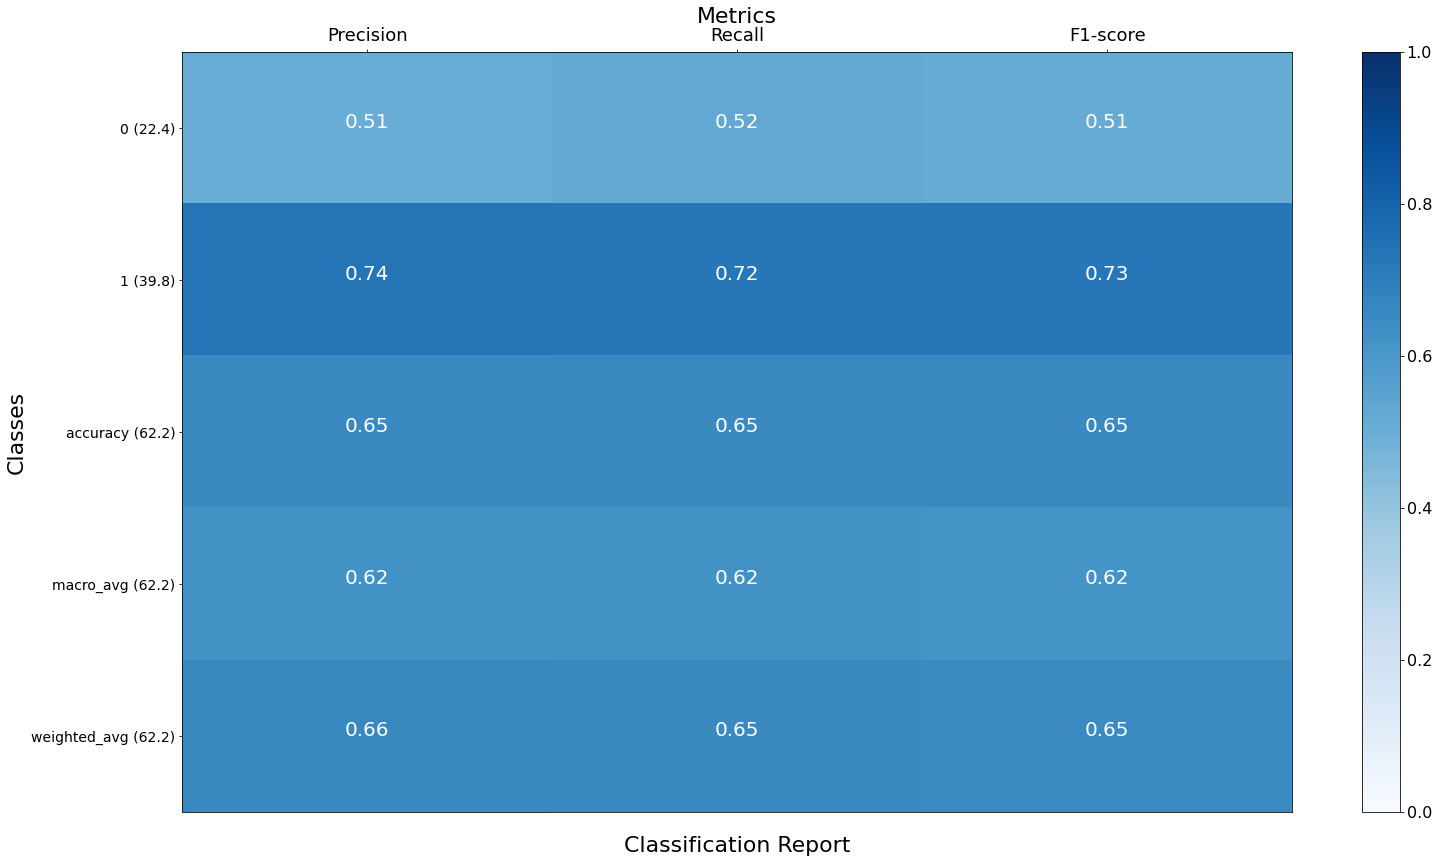 Metrics
Precision Recall F1-score
0 (22.4) 0.51 0.52 0.51
1 (39.8) 0.74 0.72 0.73
accuracy (62.2) 0.65 0.65 0.65
macro_avg (62.2) 0.62 0.62 0.62
weighted_avg (62.2) 0.66 0.65 0.65
Classes
Classification Report
1.0
0.8
0.6
0.4
0.2
0.0